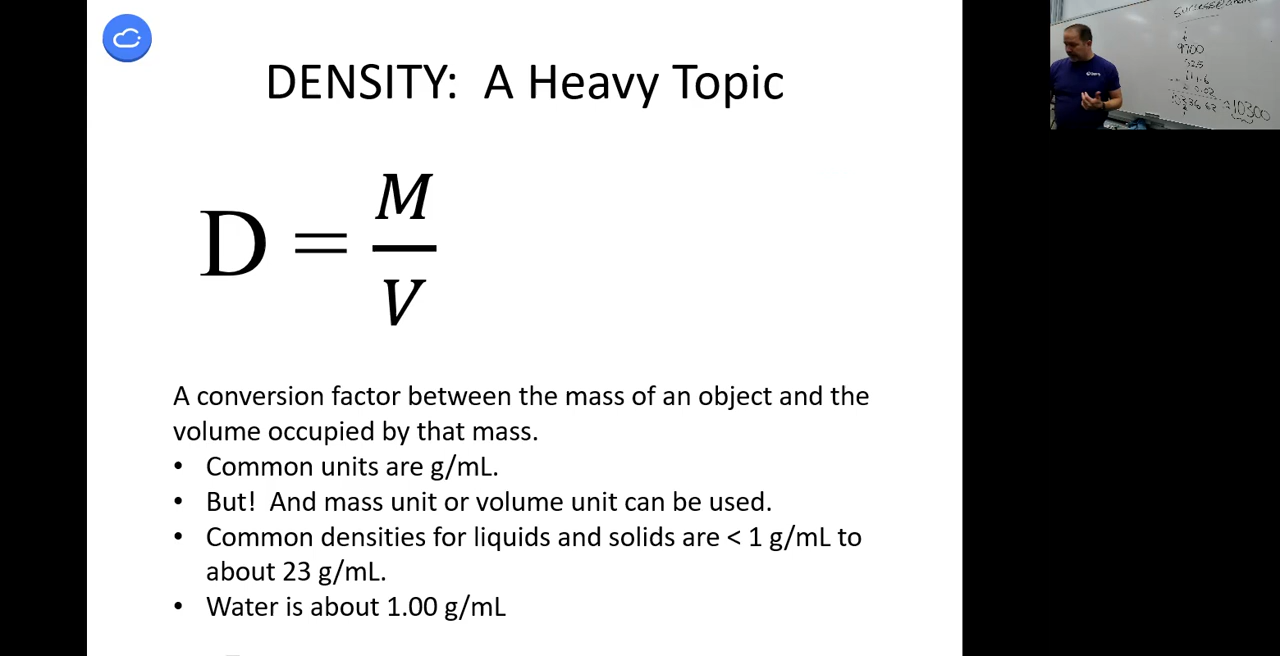 DENSITY: A Heavy Topic
D = M
V
A conversion factor between the mass of an object and the
volume occupied by that mass.
• Common units are g/mL.
• But! And mass unit or volume unit can be used.
• Common densities for liquids and solids are < 1 g/mL to
about 23 g/mL.
• Water is about 1.00 g/mL
9700
10300